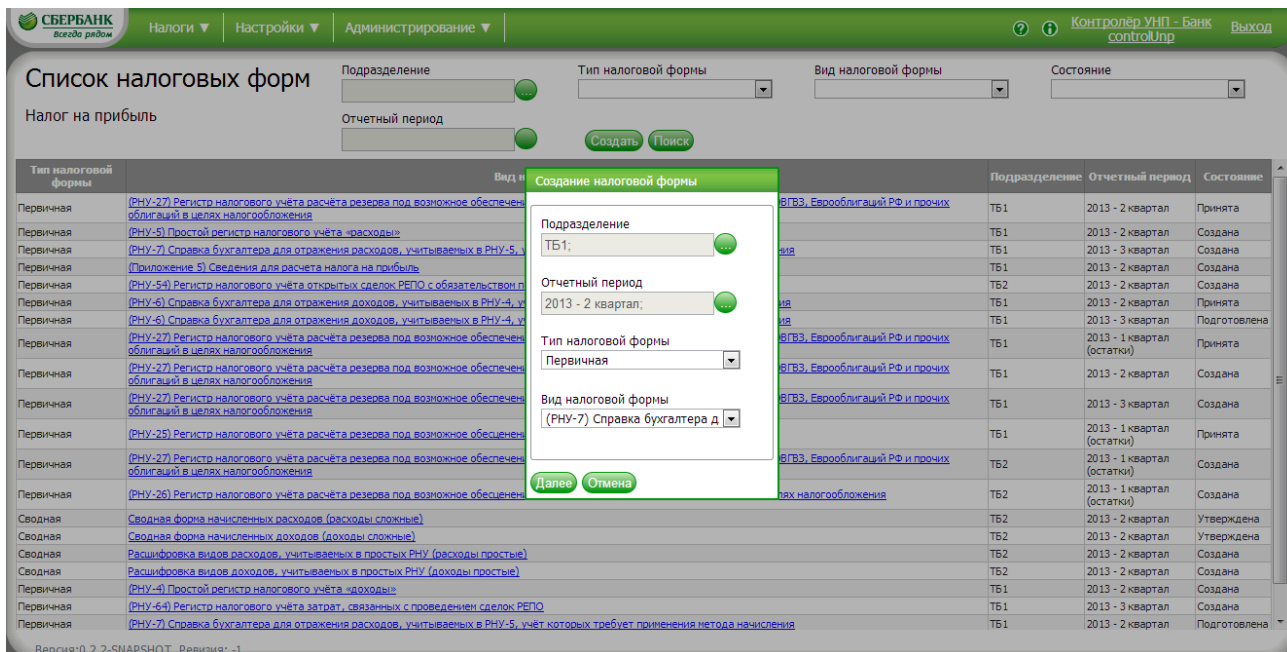 СБЕРБАНК
Всегда рядом
Налоги ▼
Настройки ▼
Администрирование ▼
Контролёр УНП - Банк
controlUnp
Выход
Список налоговых форм
Налог на прибыль
Подразделение
Тип налоговой формы
Вид налоговой формы
Состояние
Отчетный период
Создать Поиск
Тип налоговой формы Вид н Подразделение Отчетный период Состояние
Первичная (РНУ-27) Регистр налогового учёта расчёта резерва под возможное обеспечен ОВГВЗ, Еврооблигаций РФ и прочих облигаций в целях налогообложения ТБ1 2013 - 2 квартал Принята
Первичная (РНУ-5) Простой регистр налогового учёта «расходы» ТБ1 2013 - 2 квартал Создана
Первичная (РНУ-7) Справка бухгалтера для отражения расходов, учитываемых в РНУ-5, ТБ1 2013 - 3 квартал Создана
Первичная (Приложение 5) Сведения для расчета налога на прибыль ТБ1 2013 - 2 квартал Создана
Первичная (РНУ-54) Регистр налогового учёта открытых сделок РЕПО с обязательством ТБ2 2013 - 2 квартал Создана
Первичная (РНУ-6) Справка бухгалтера для отражения доходов, учитываемых в РНУ-4, ТБ1 2013 - 2 квартал Принята
Первичная (РНУ-6) Справка бухгалтера для отражения доходов, учитываемых в РНУ-4, ТБ1 2013 - 3 квартал Подготовлена
Первичная (РНУ-27) Регистр налогового учёта расчёта резерва под возможное обеспечен ОВГВЗ, Еврооблигаций РФ и прочих облигаций в целях налогообложения ТБ1 2013 - 1 квартал (остатки) Принята
Первичная (РНУ-27) Регистр налогового учёта расчёта резерва под возможное обеспечен ОВГВЗ, Еврооблигаций РФ и прочих облигаций в целях налогообложения ТБ1 2013 - 2 квартал Создана
Первичная (РНУ-27) Регистр налогового учёта расчёта резерва под возможное обеспечен ОВГВЗ, Еврооблигаций РФ и прочих облигаций в целях налогообложения ТБ1 2013 - 3 квартал Создана
Первичная (РНУ-25) Регистр налогового учёта расчёта резерва под возможное обесценен ТБ1 2013 - 1 квартал (остатки) Принята
Первичная (РНУ-27) Регистр налогового учёта расчёта резерва под возможное обеспечен ОВГВЗ, Еврооблигаций РФ и прочих облигаций в целях налогообложения ТБ2 2013 - 1 квартал (остатки) Создана
Первичная (РНУ-26) Регистр налогового учёта расчёта резерва под возможное обесценен лях налогообложения ТБ2 2013 - 1 квартал (остатки) Создана
Сводная Сводная форма начисленных расходов (расходы сложные) ТБ2 2013 - 2 квартал Утверждена
Сводная Сводная форма начисленных доходов (доходы сложные) ТБ2 2013 - 2 квартал Утверждена
Сводная Расшифровка видов расходов, учитываемых в простых РНУ (расходы простые) ТБ2 2013 - 2 квартал Создана
Сводная Расшифровка видов доходов, учитываемых в простых РНУ (доходы простые) ТБ2 2013 - 2 квартал Создана
Первичная (РНУ-4) Простой регистр налогового учёта «доходы» ТБ1 2013 - 2 квартал Создана
Первичная (РНУ-64) Регистр налогового учёта затрат, связанных с проведением сделок РЕПО ТБ1 2013 - 3 квартал Создана
Первичная (РНУ-7) Справка бухгалтера для отражения расходов, учитываемых в РНУ-5, учёт которых требует применения метода начисления ТБ1 2013 - 2 квартал Подготовлена
Создание налоговой формы
Подразделение
ТБ1;
Отчетный период
2013 - 2 квартал;
Тип налоговой формы
Первичная
Вид налоговой формы
(РНУ-7) Справка бухгалтера д
Далее Отмена
Версия:0.2.2-SNAPSHOT Ревизия: -1